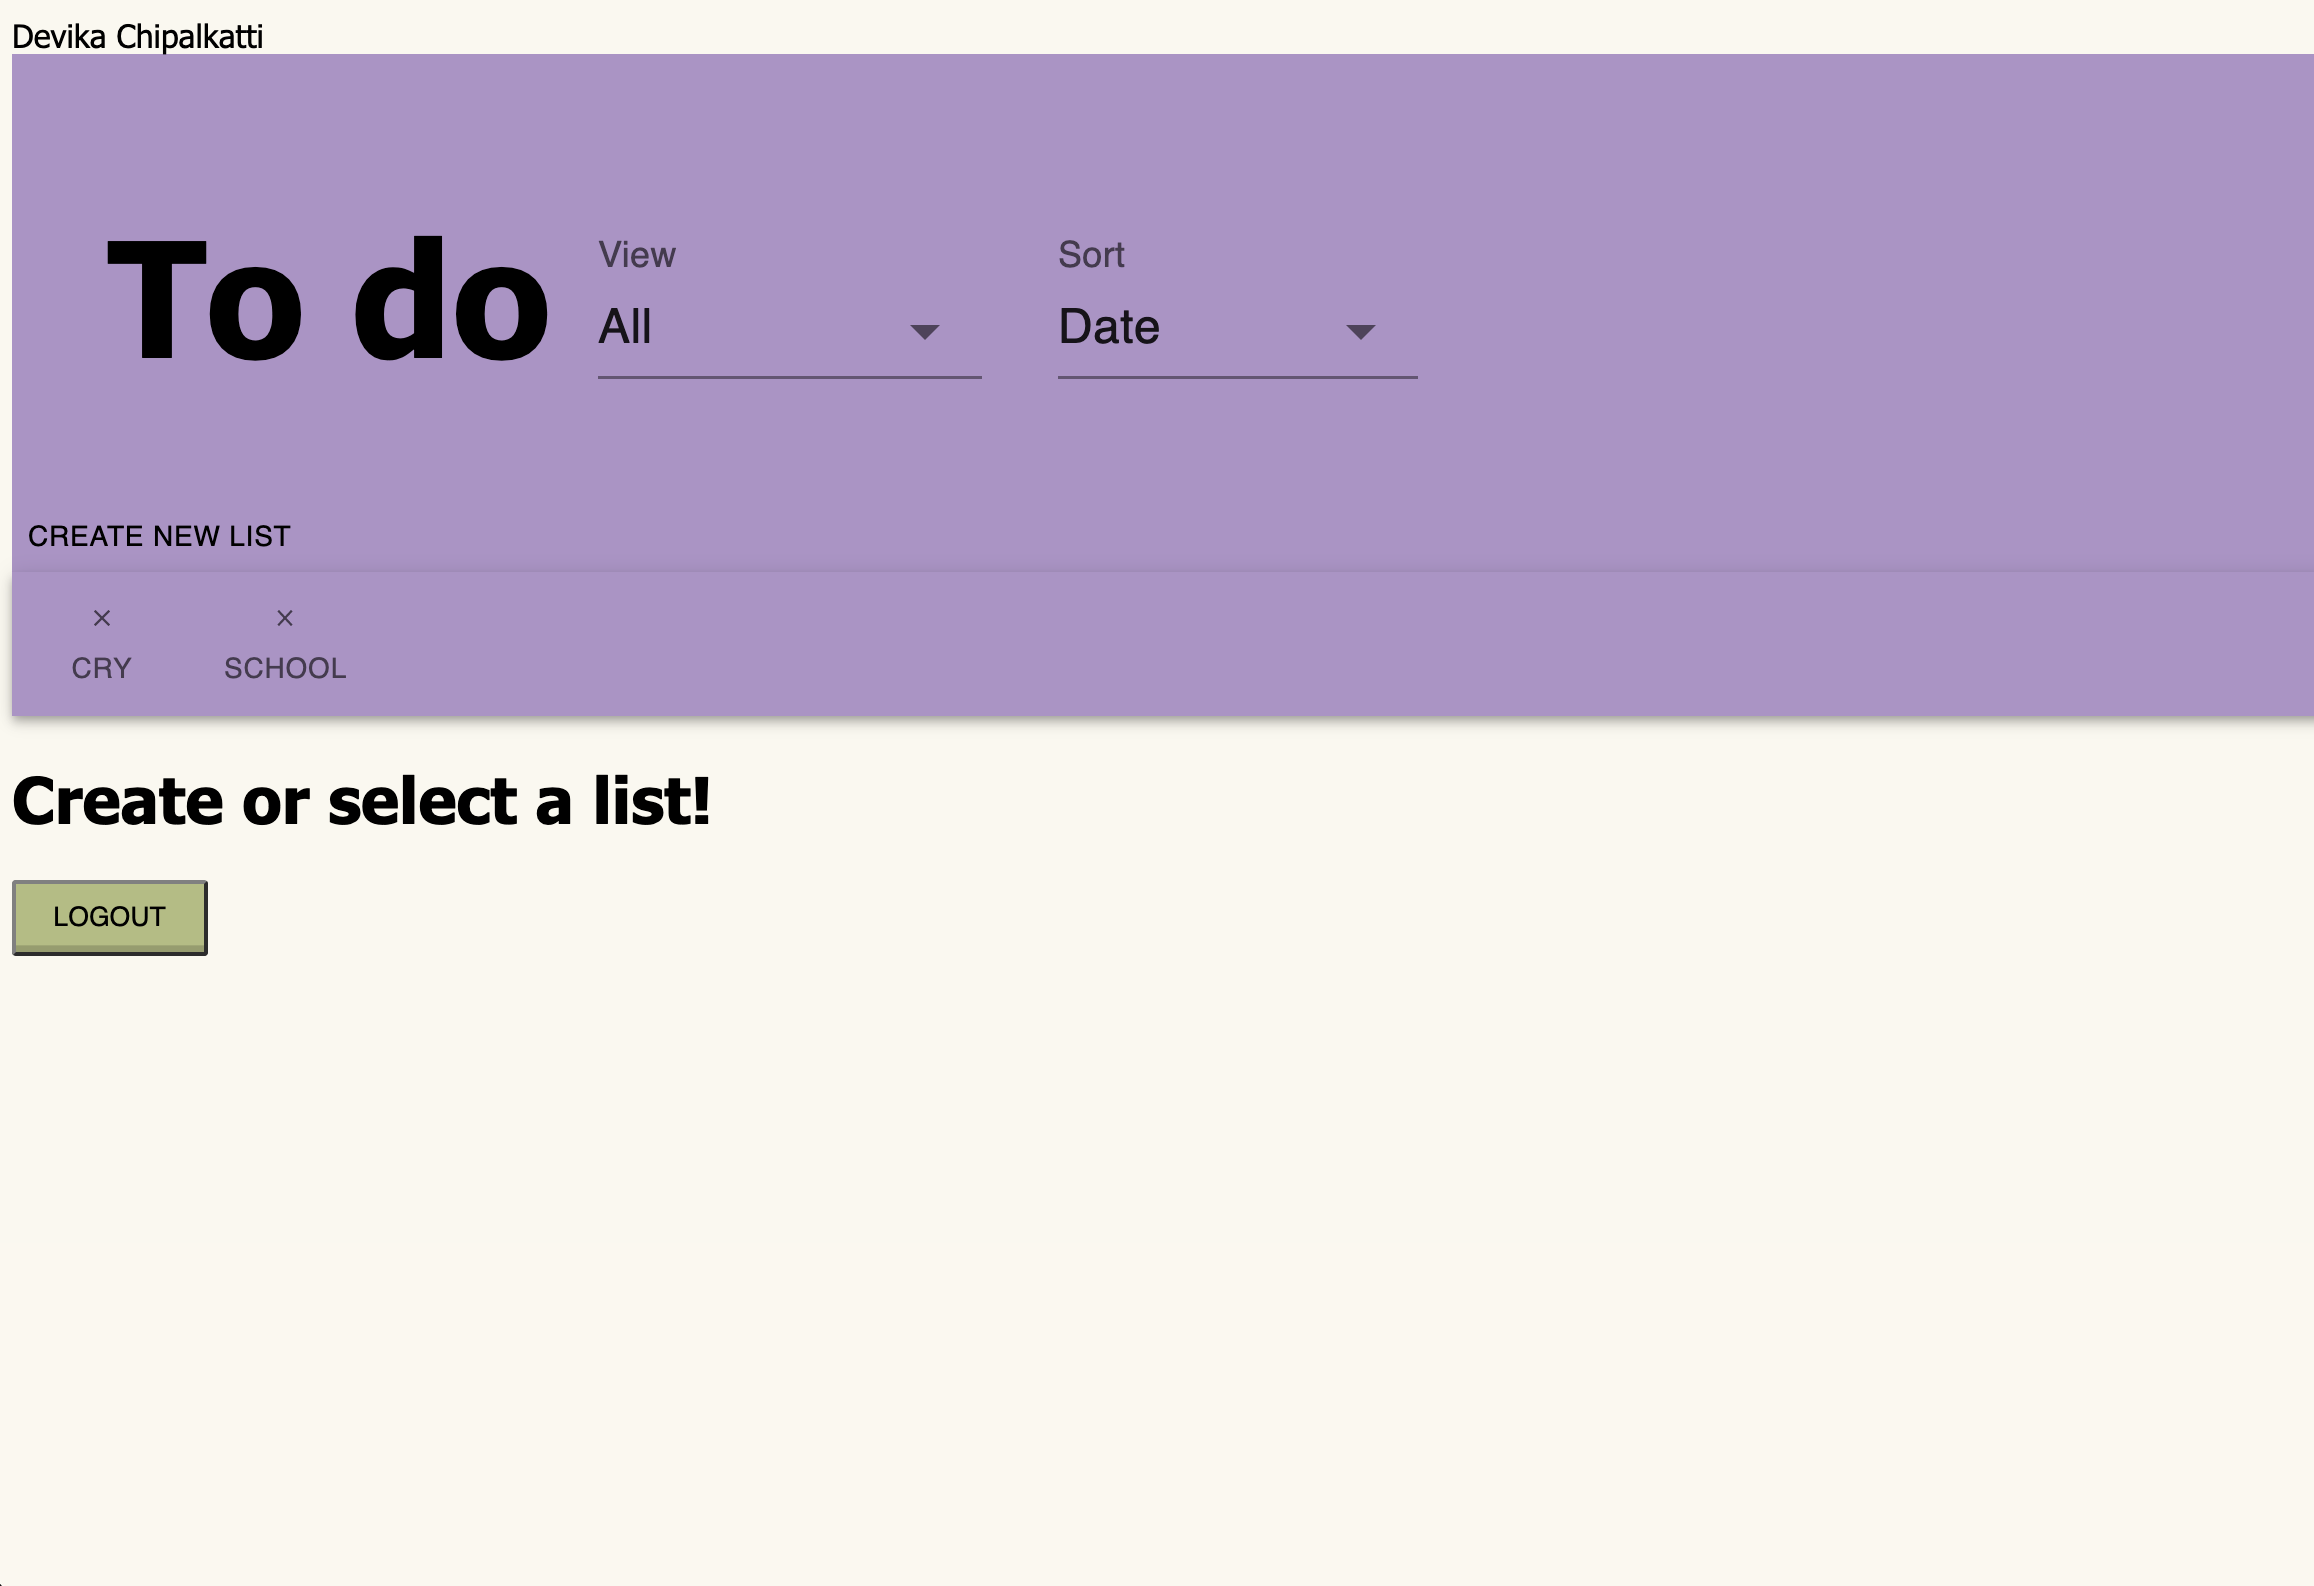 Devika Chipalkatti
To do
View
All
Sort
Date
CREATE NEW LIST
× ×
CRY SCHOOL
Create or select a list!
LOGOUT